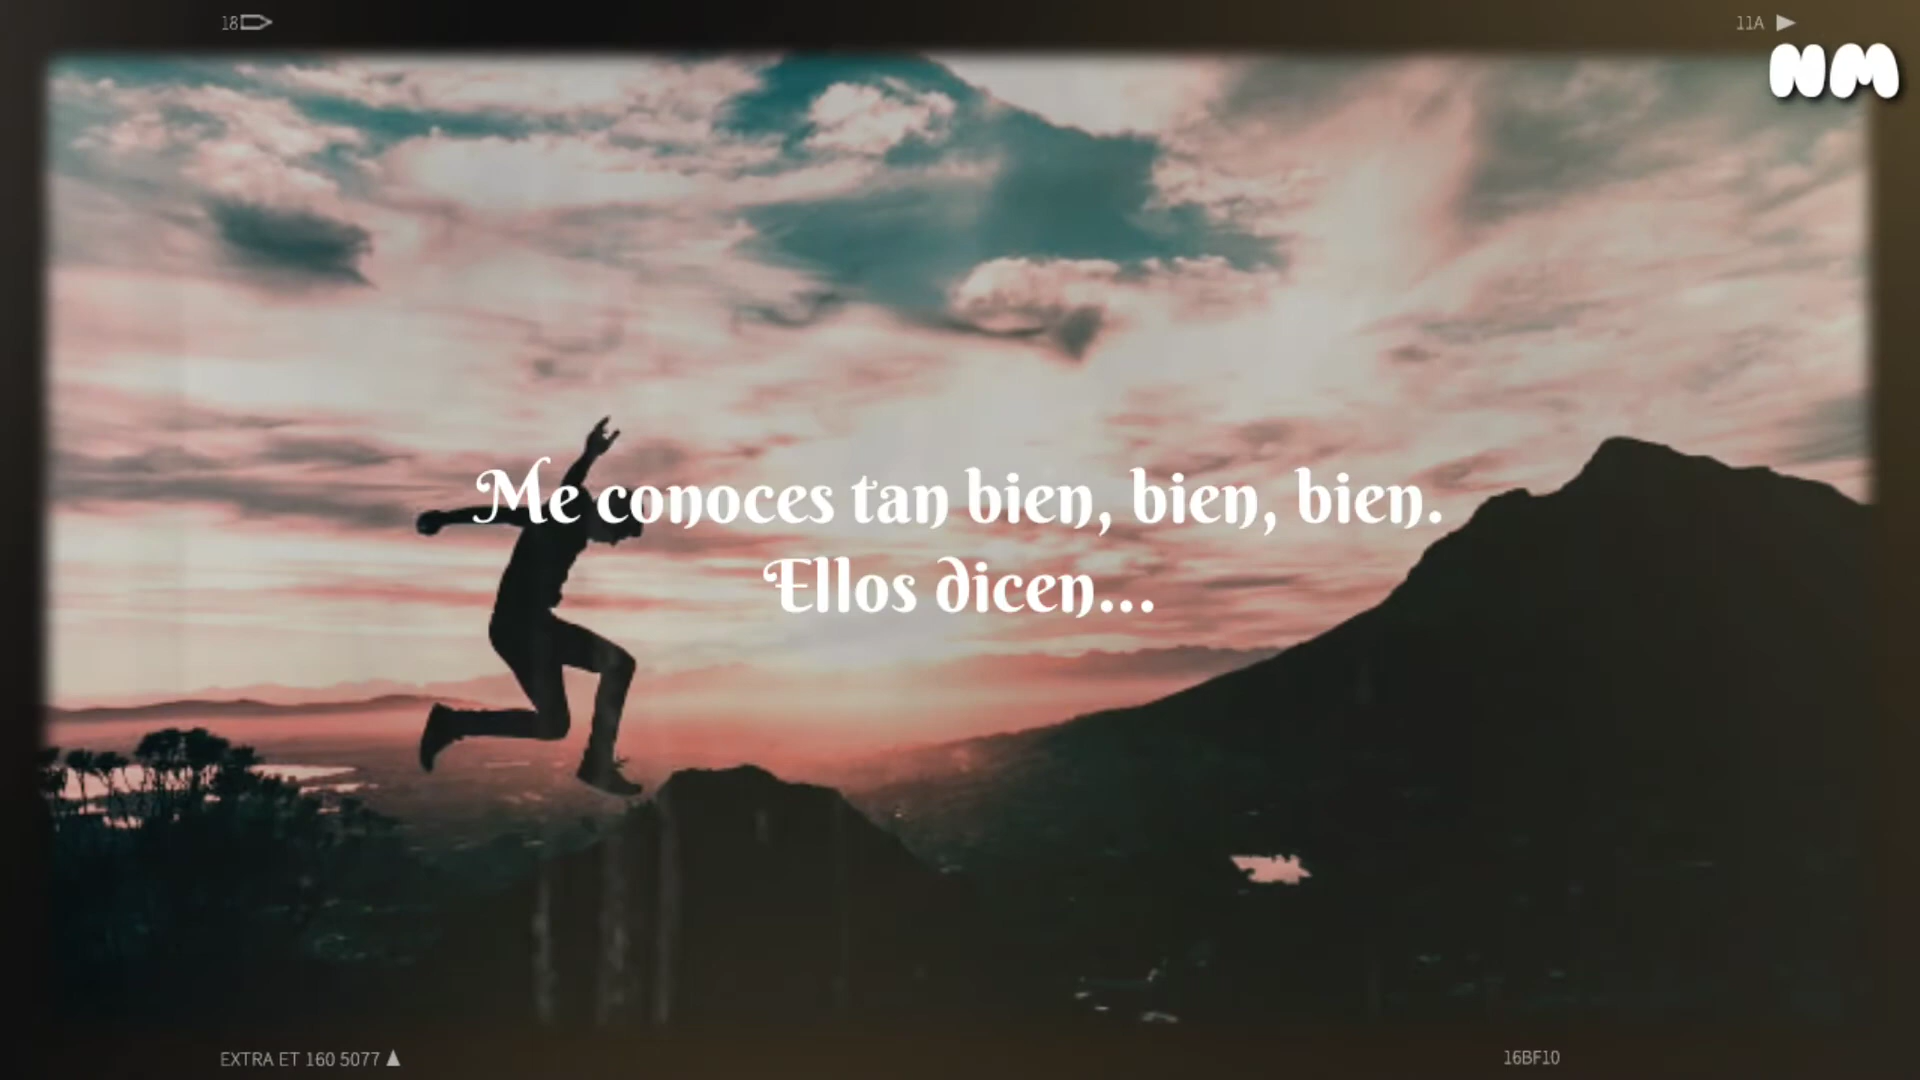 18
11A
NM
Me conoces tan bien, bien, bien.
Ellos dicen...
EXTRA ET 160 5077
16BF10